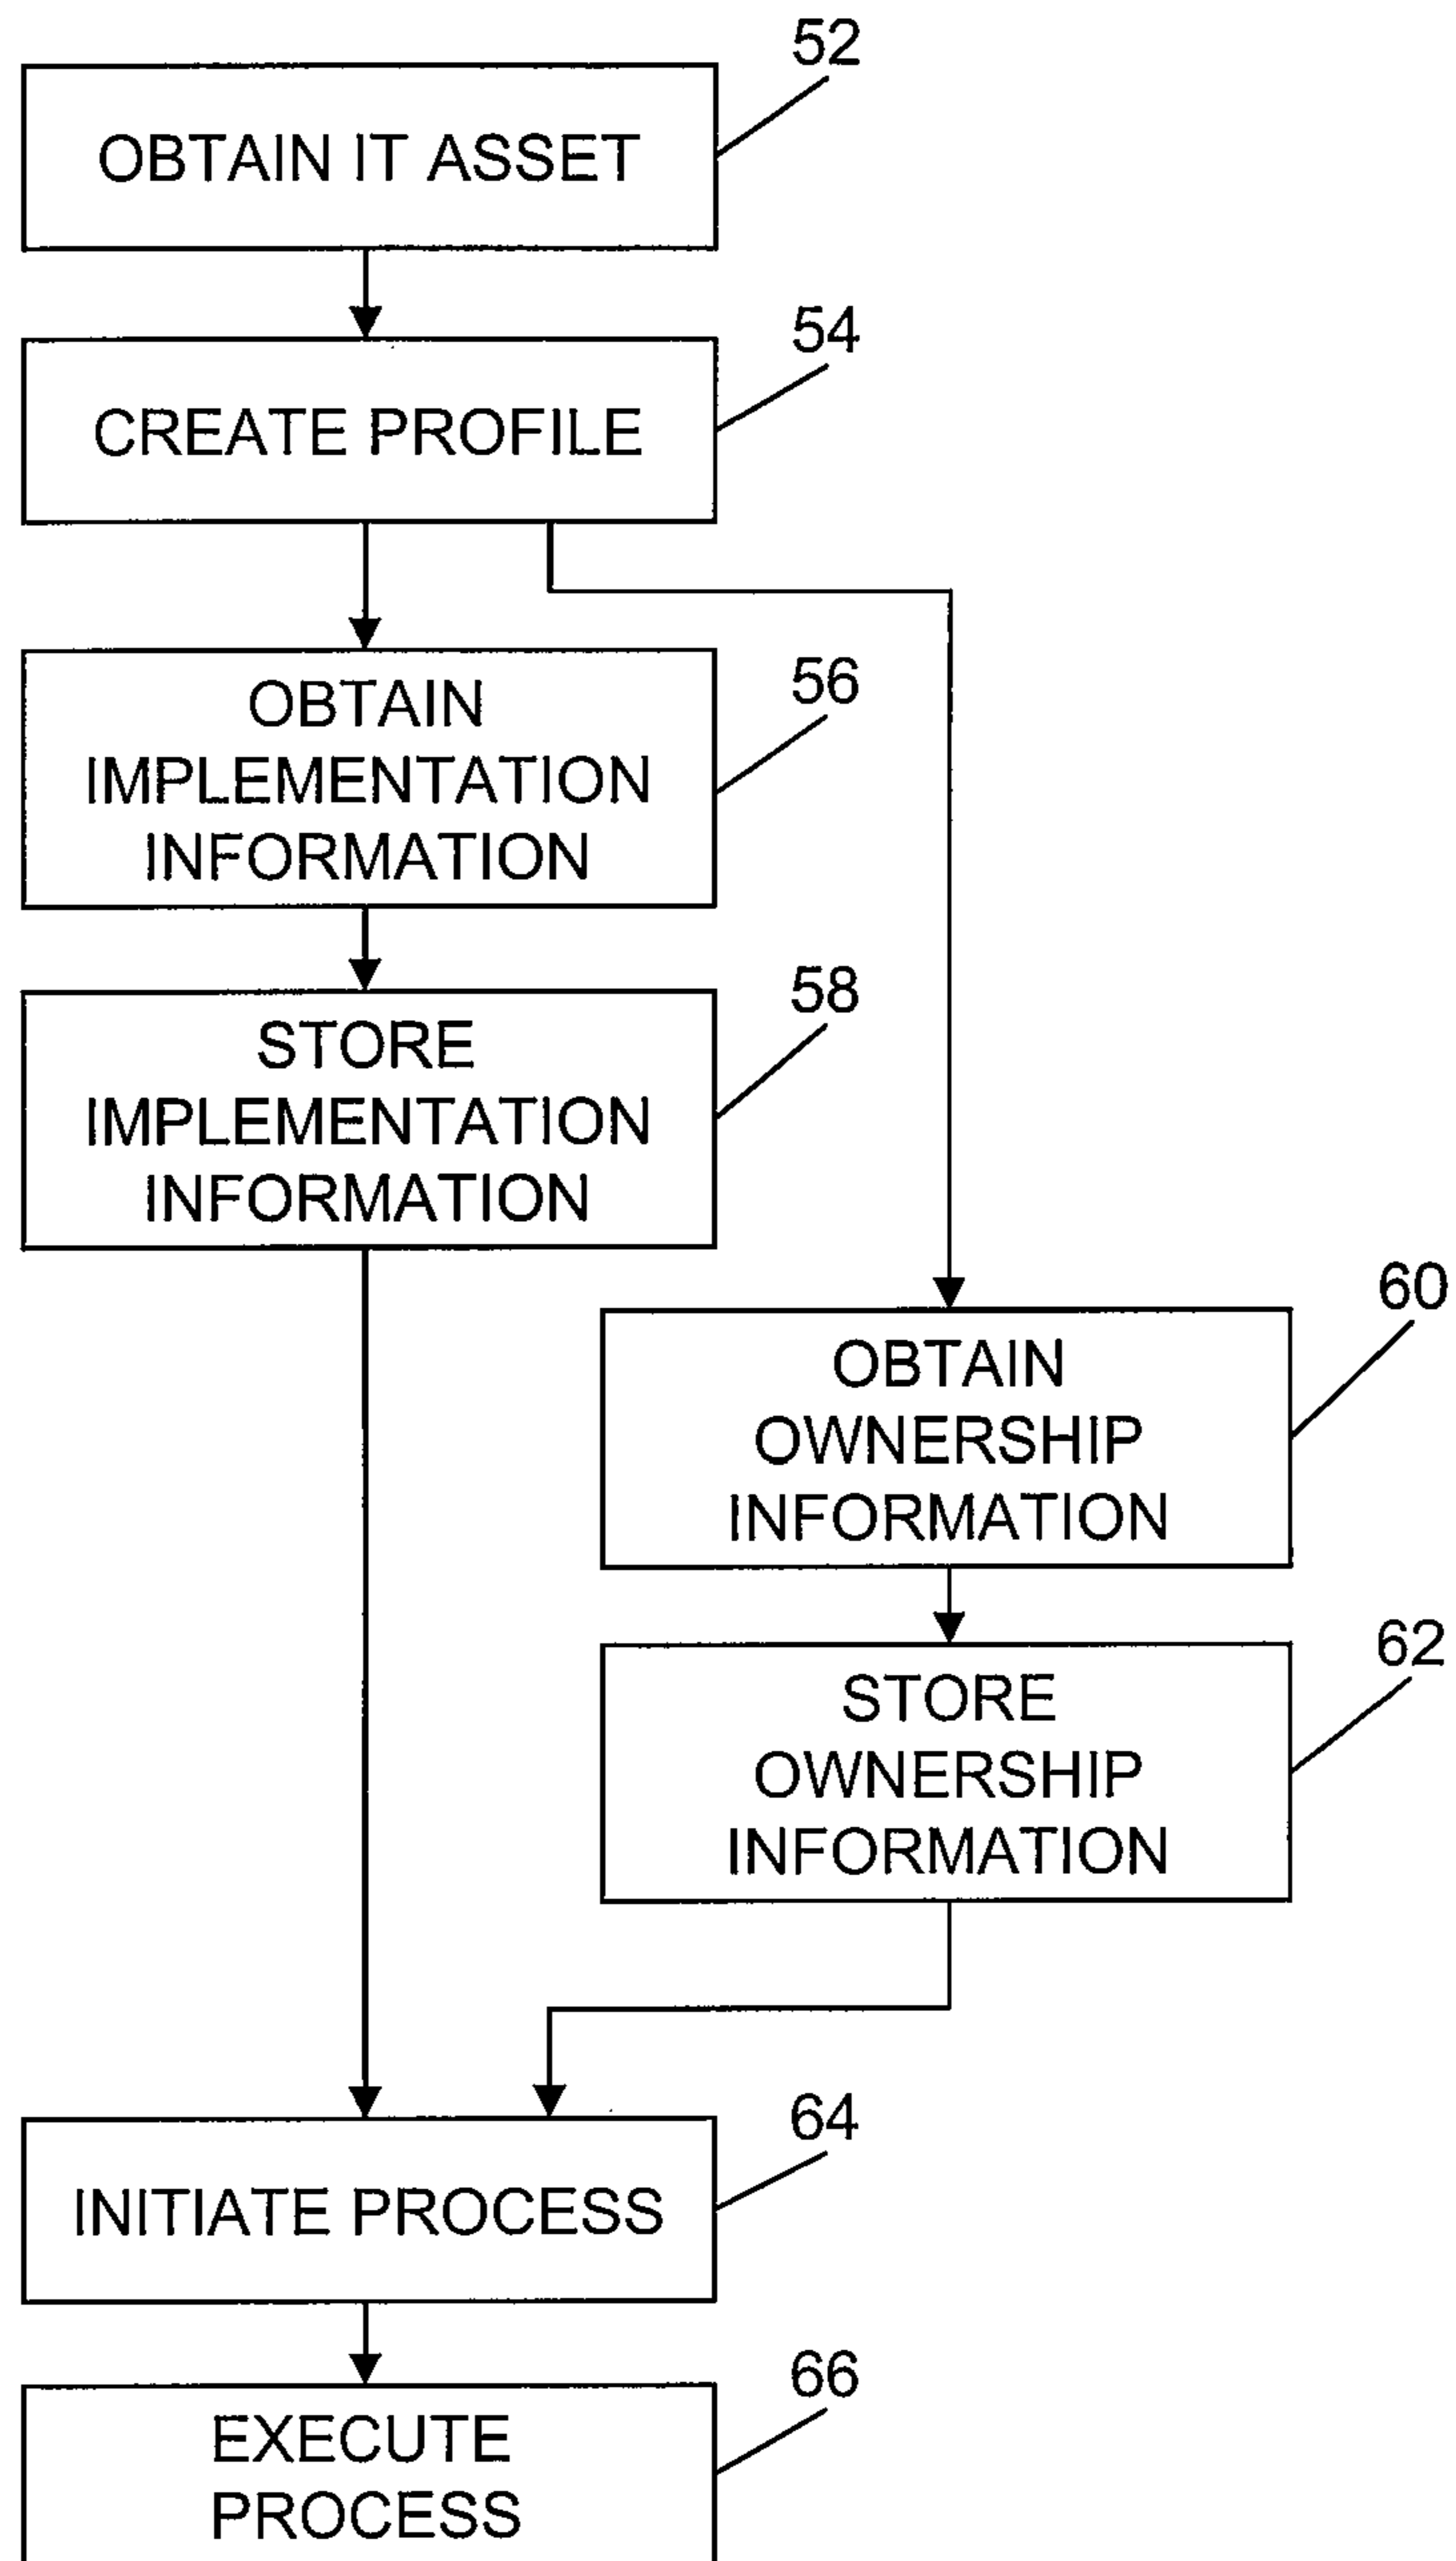 52
OBTAIN IT ASSET
54
CREATE PROFILE
56
OBTAIN
IMPLEMENTATION
INFORMATION
58
STORE
IMPLEMENTATION
INFORMATION
60
OBTAIN
OWNERSHIP
INFORMATION
62
STORE
OWNERSHIP
INFORMATION
64
INITIATE PROCESS
66
EXECUTE
PROCESS